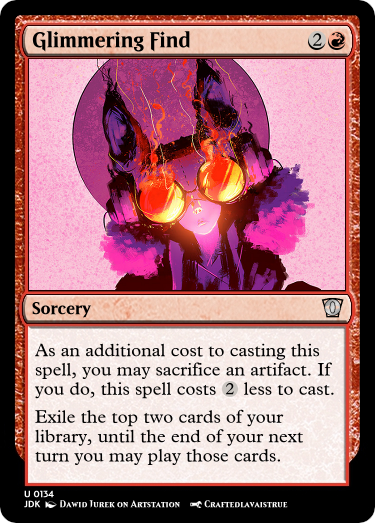 Glimmering Find 2
Sorcery
As an additional cost to casting this
spell, you may sacrifice an artifact. If
you do, this spell costs 2 less to cast.
Exile the top two cards of your
library, until the end of your next
turn you may play those cards.
U 0134
JDK Dawid Jurek on Artstation Craftedlavaistrue